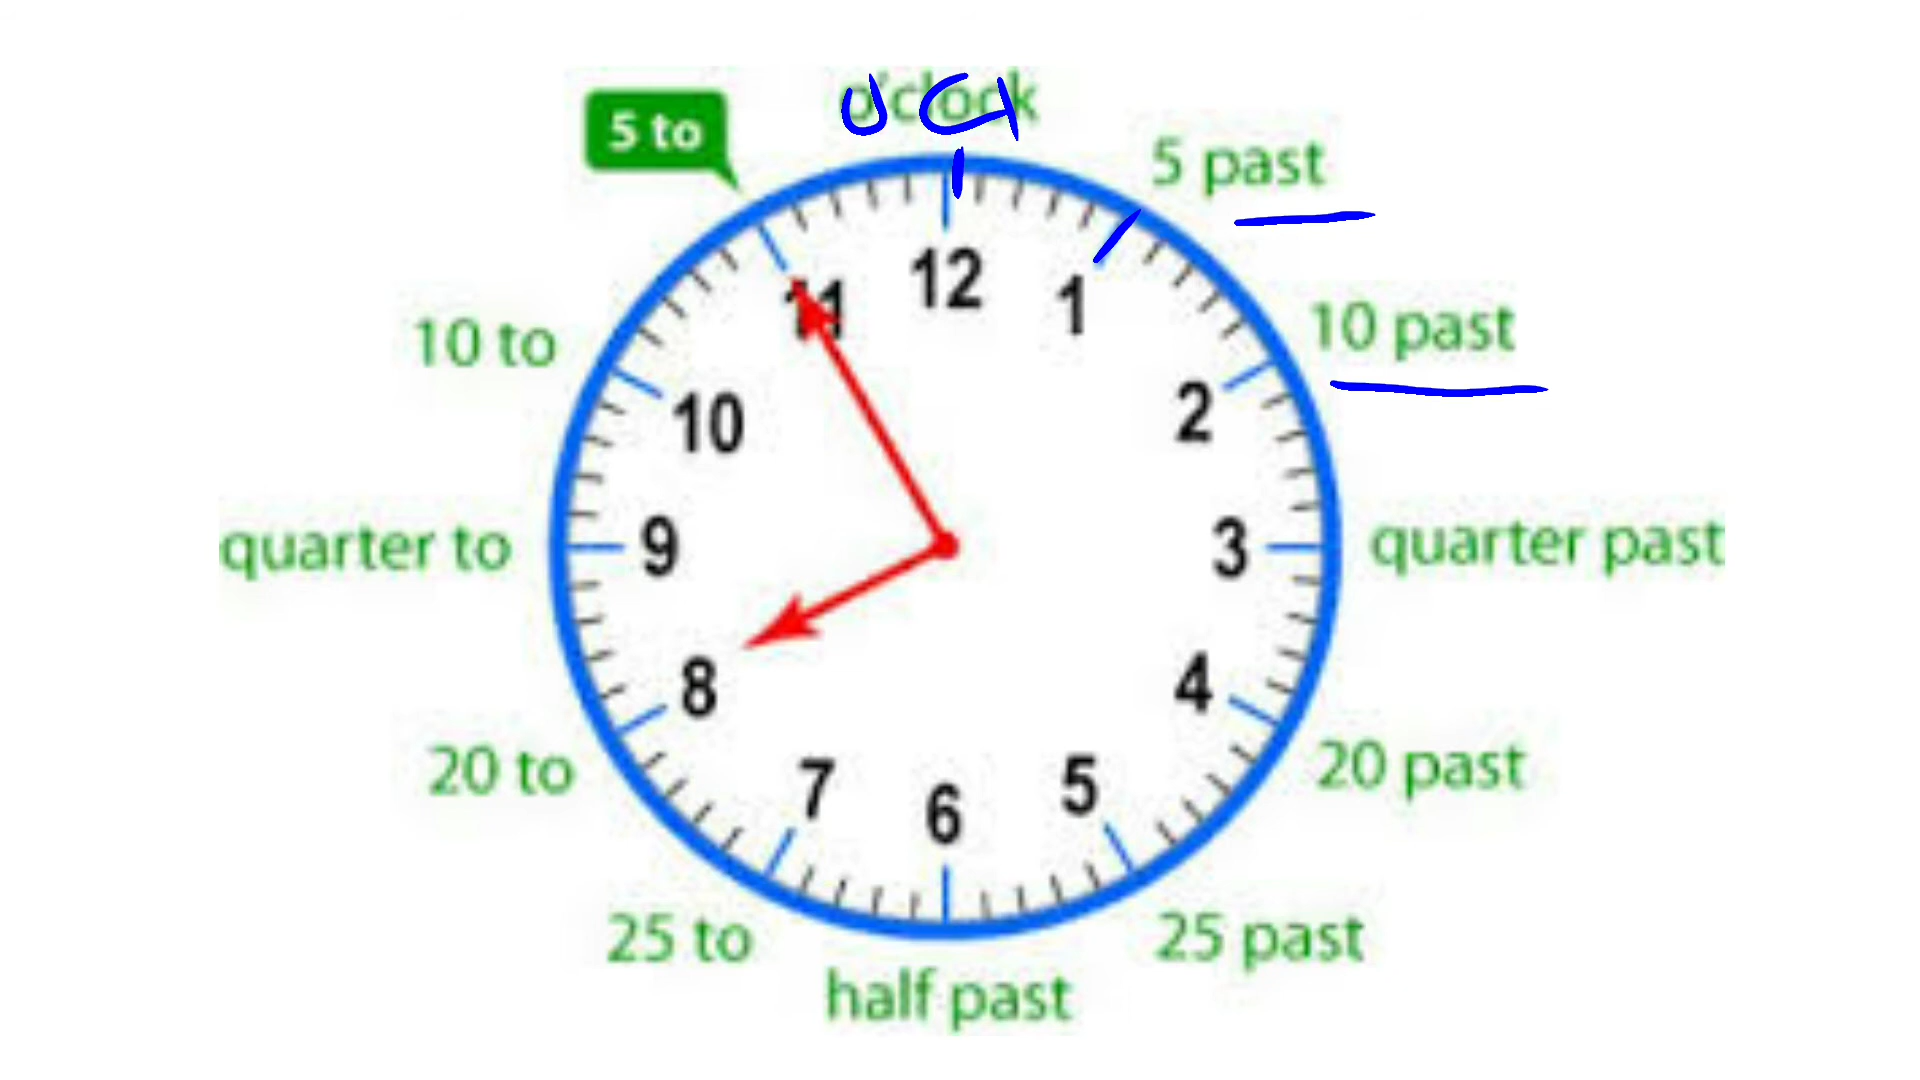 o'clock
5 to
5 past
12
11
1
10 to
10 past
10
2
quarter to
9
3
quarter past
8
4
20 to
20 past
7
5
6
25 to
25 past
half past